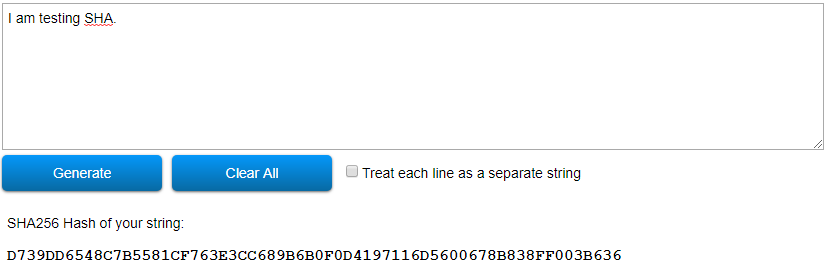 I am testing SHA.
Generate
Clear All
Treat each line as a separate string
SHA256 Hash of your string:
D739DD6548C7B5581CF763E3CC689B6B0F0D4197116D5600678B838FF003B636